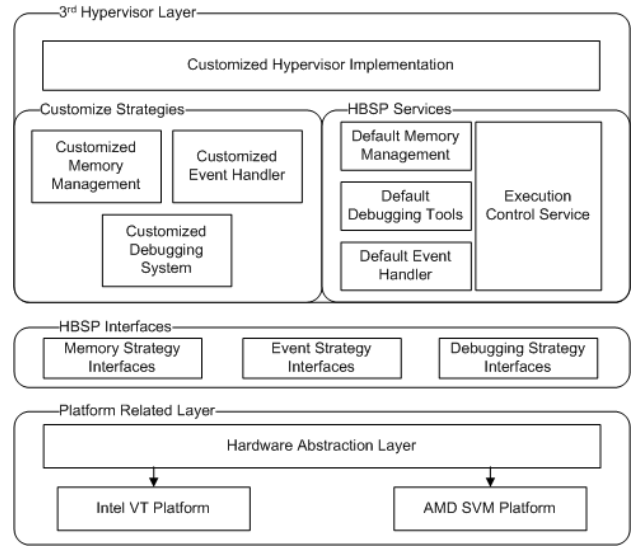 3rd Hypervisor Layer
Customized Hypervisor Implementation
Customize Strategies
Customized
Memory
Management
Customized
Event Handler
Customized
Debugging
System
HBSP Services
Default Memory
Management
Default
Debugging Tools
Default Event
Handler
Execution
Control Service
HBSP Interfaces
Memory Strategy
Interfaces
Event Strategy
Interfaces
Debugging Strategy
Interfaces
Platform Related Layer
Hardware Abstraction Layer
Intel VT Platform
AMD SVM Platform